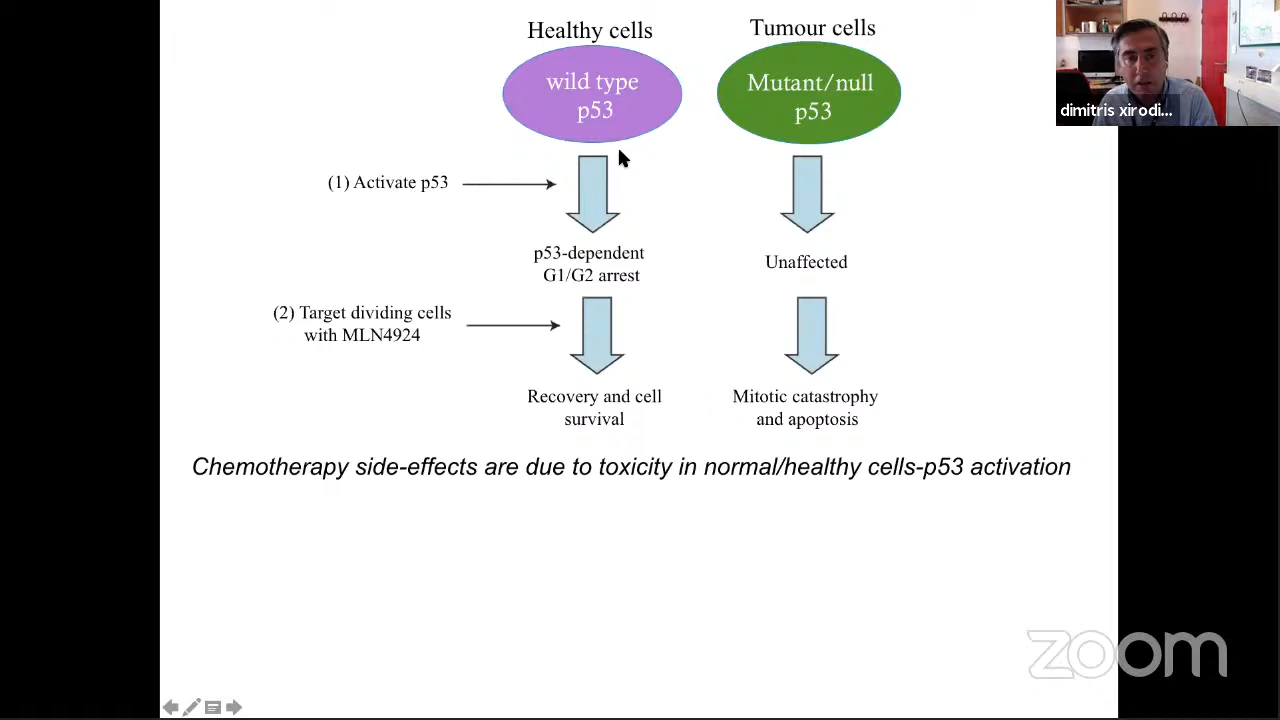 Healthy cells
Tumour cells
wild type
p53
Mutant/null
p53
dimitris xirodi...
(1) Activate p53
p53-dependent
G1/G2 arrest
Unaffected
(2) Target dividing cells
with MLN4924
Recovery and cell
survival
Mitotic catastrophy
and apoptosis
Chemotherapy side-effects are due to toxicity in normal/healthy cells-p53 activation
zoom